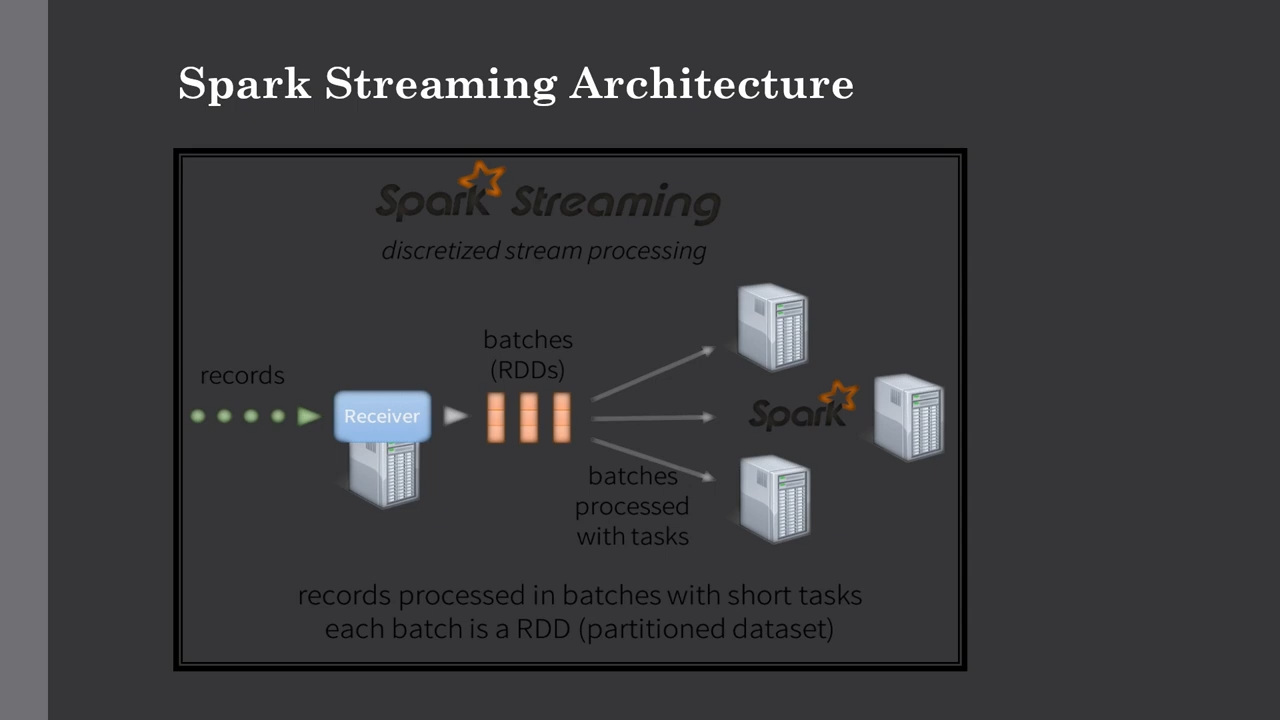 Spark Streaming Architecture
Spark Streaming
discretized stream processing
records
Receiver
batches
(RDDs)
batches
processed
with tasks
Spark
records processed in batches with short tasks
each batch is a RDD (partitioned dataset)